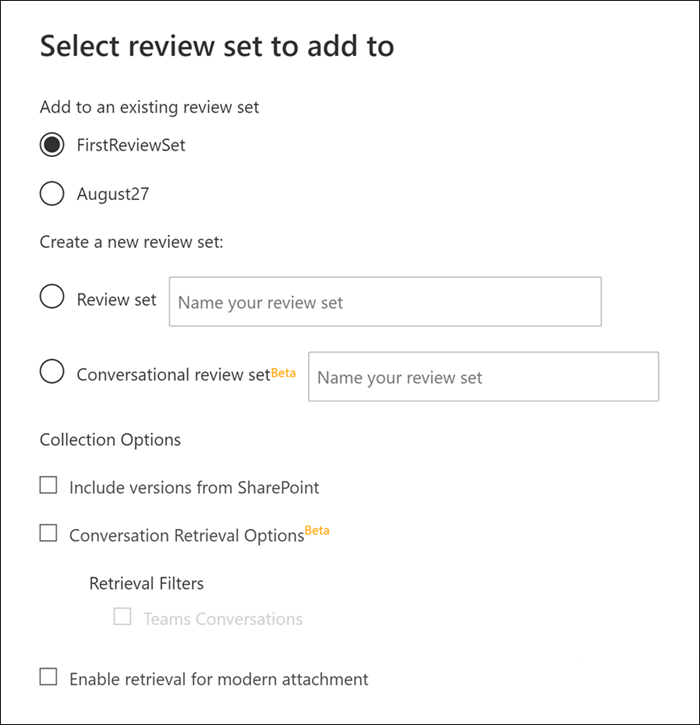 Select review set to add to
Add to an existing review set
FirstReviewSet
August27
Create a new review set:
Review set Name your review set
Conversational review setBeta Name your review set
Collection Options
Include versions from SharePoint
Conversation Retrieval OptionsBeta
Retrieval Filters
Teams Conversations
Enable retrieval for modern attachment